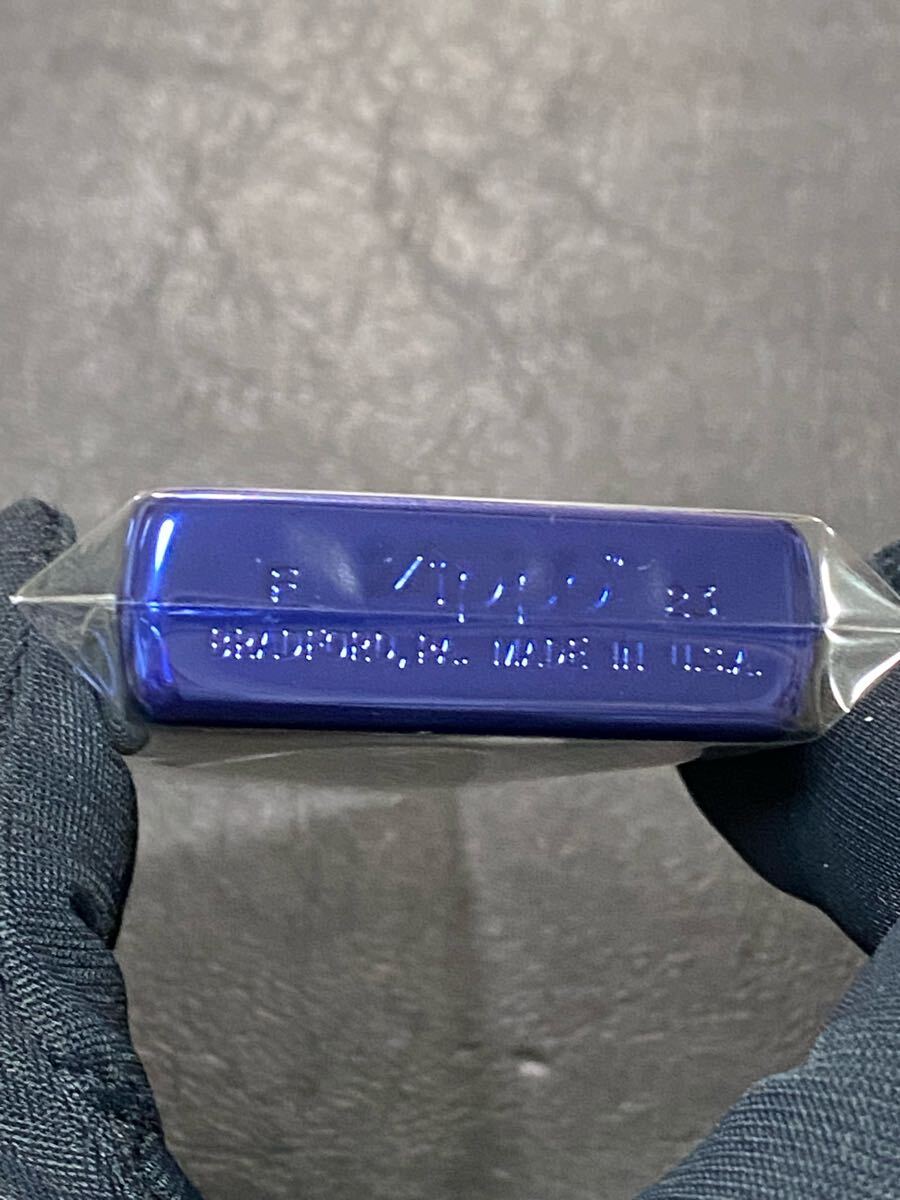 F Zippo 23
BRADFORD, PA. MADE IN U.S.A.